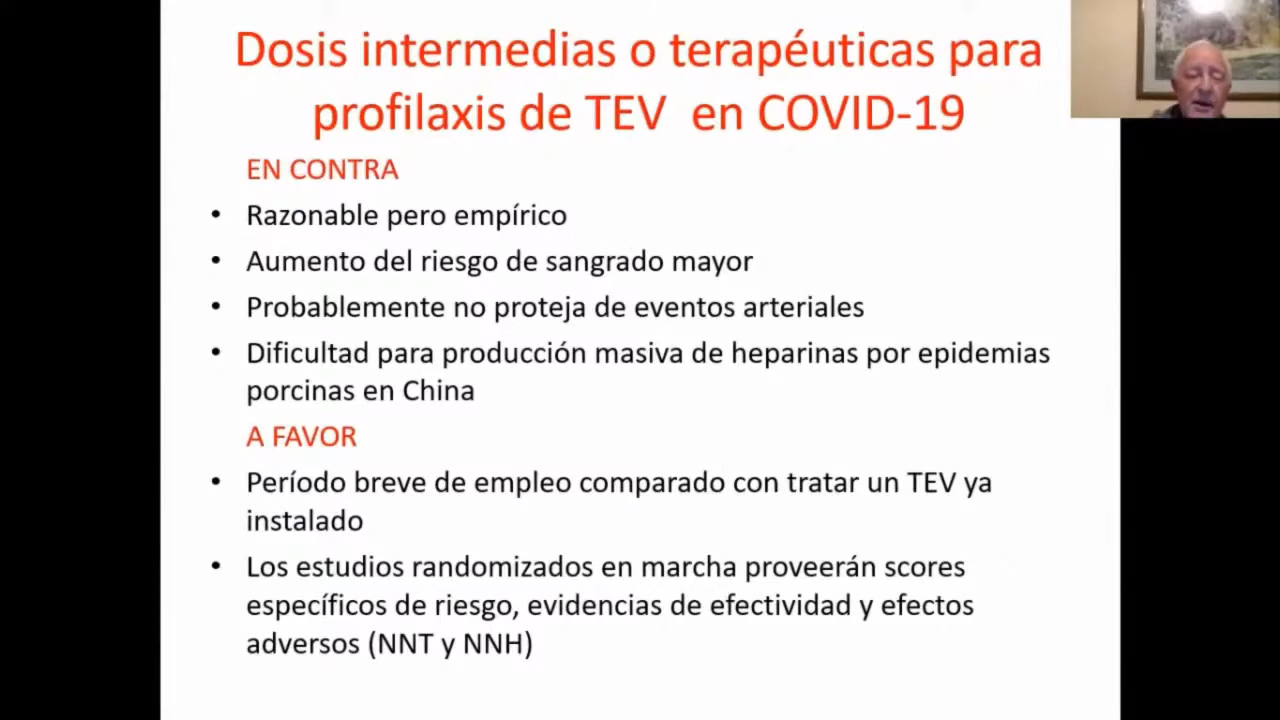 Dosis intermedias o terapéuticas para
profilaxis de TEV en COVID-19
EN CONTRA
• Razonable pero empírico
• Aumento del riesgo de sangrado mayor
• Probablemente no proteja de eventos arteriales
• Dificultad para producción masiva de heparinas por epidemias
porcinas en China
A FAVOR
• Período breve de empleo comparado con tratar un TEV ya
instalado
• Los estudios randomizados en marcha proveerán scores
específicos de riesgo, evidencias de efectividad y efectos
adversos (NNT y NNH)